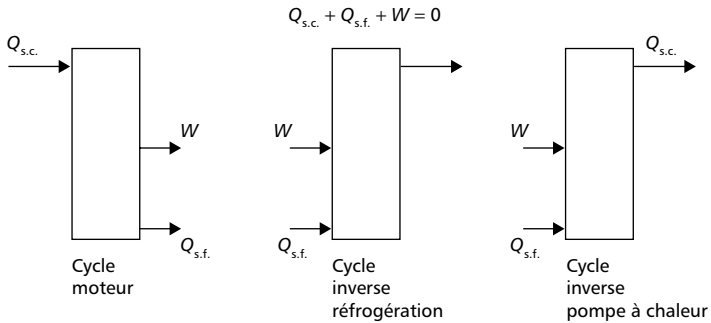 Q_s.c. + Q_s.f. + W = 0
Q_s.c.
W
Q_s.f.
Cycle
moteur
W
Q_s.f.
Cycle
inverse
réfrogération
Q_s.c.
W
Q_s.f.
Cycle
inverse
pompe à chaleur